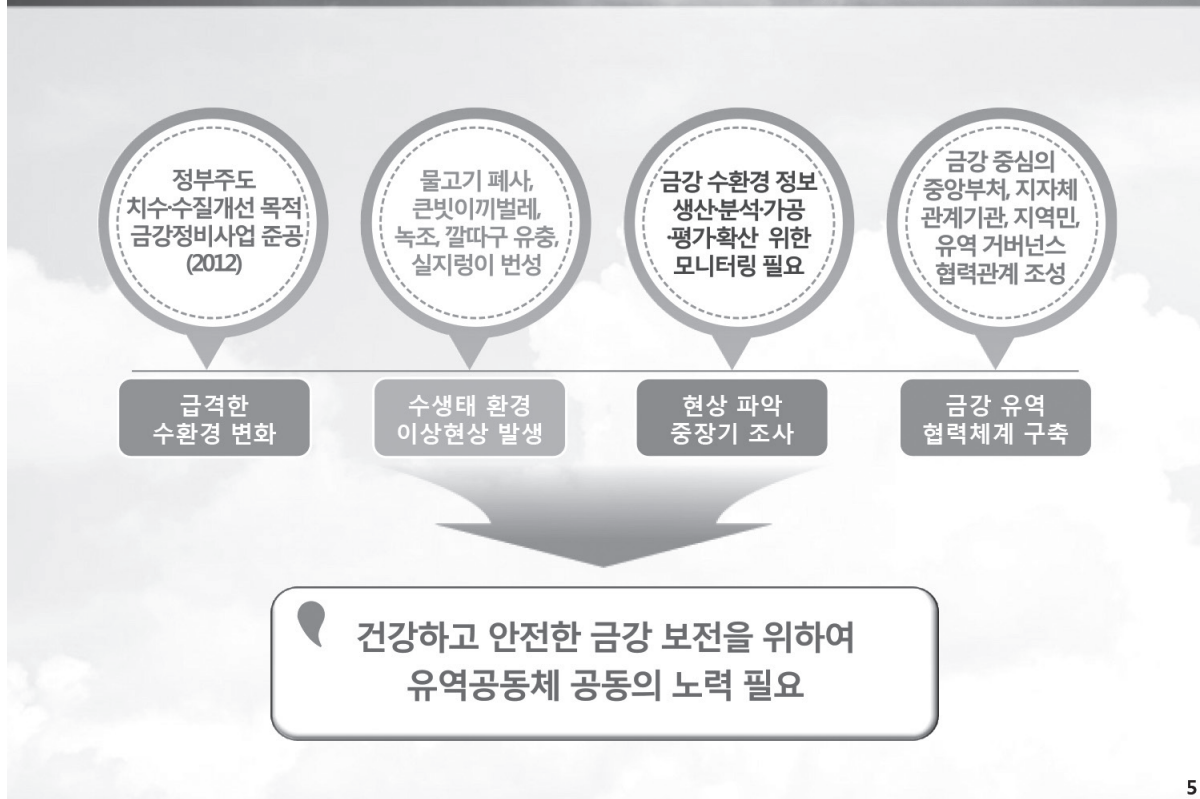 정부주도
치수·수질개선 목적
금강정비사업 준공
(2012)
물고기 폐사,
큰빗이끼벌레,
녹조, 깔따구 유충,
실지렁이 번성
금강 수환경 정보
생산·분석·가공
·평가·확산 위한
모니터링 필요
금강 중심의
중앙부처, 지자체
관계기관, 지역민,
유역 거버넌스
협력관계 조성
급격한
수환경 변화
수생태 환경
이상현상 발생
현상 파악
중장기 조사
금강 유역
협력체계 구축
건강하고 안전한 금강 보전을 위하여
유역공동체 공동의 노력 필요
5